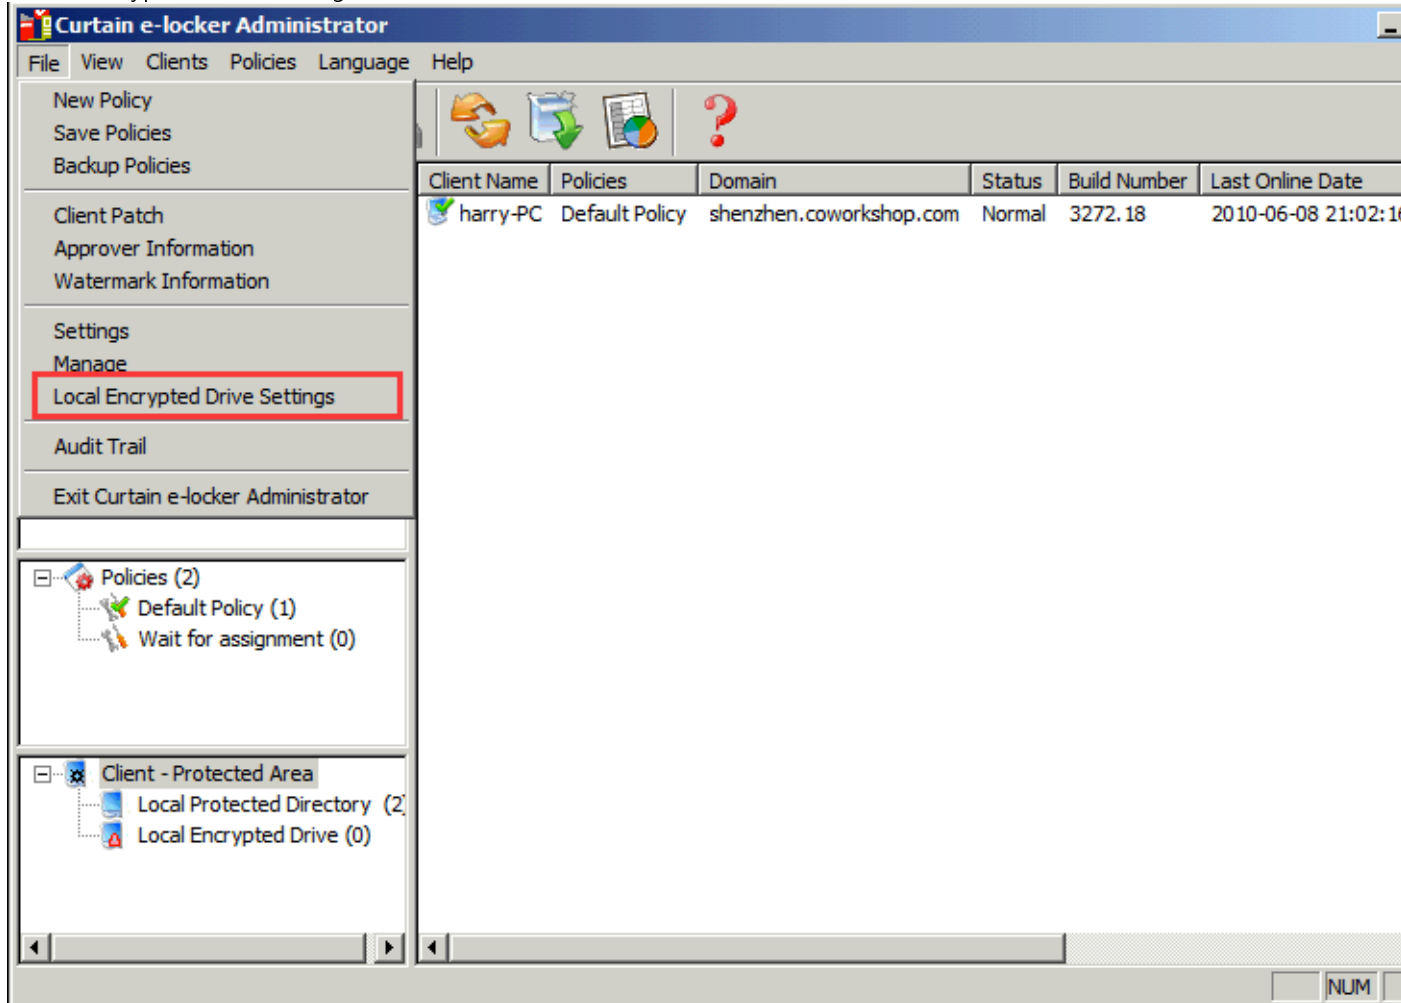 Curtain e-locker Administrator
File View Clients Policies Language Help
New Policy
Save Policies
Backup Policies
Client Patch
Approver Information
Watermark Information
Settings
Manage
Local Encrypted Drive Settings
Audit Trail
Exit Curtain e-locker Administrator
Client Name Policies Domain Status Build Number Last Online Date
harry-PC Default Policy shenzhen.coworkshop.com Normal 3272.18 2010-06-08 21:02:16
Policies (2)
Default Policy (1)
Wait for assignment (0)
Client - Protected Area
Local Protected Directory (2)
Local Encrypted Drive (0)
NUM